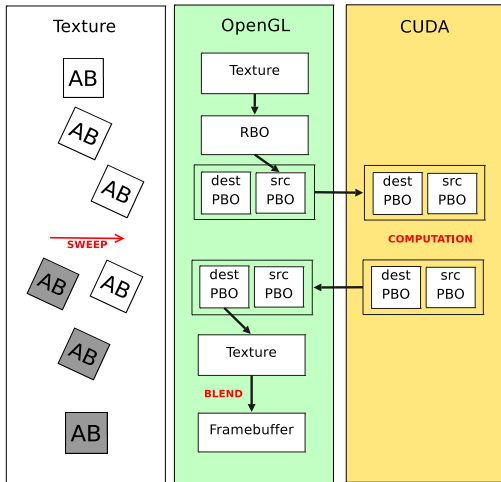 Texture
AB
AB
AB
SWEEP
AB
AB
AB
AB
OpenGL
Texture
RBO
dest PBO
src PBO
dest PBO
src PBO
Texture
BLEND
Framebuffer
CUDA
dest PBO
src PBO
COMPUTATION
dest PBO
src PBO